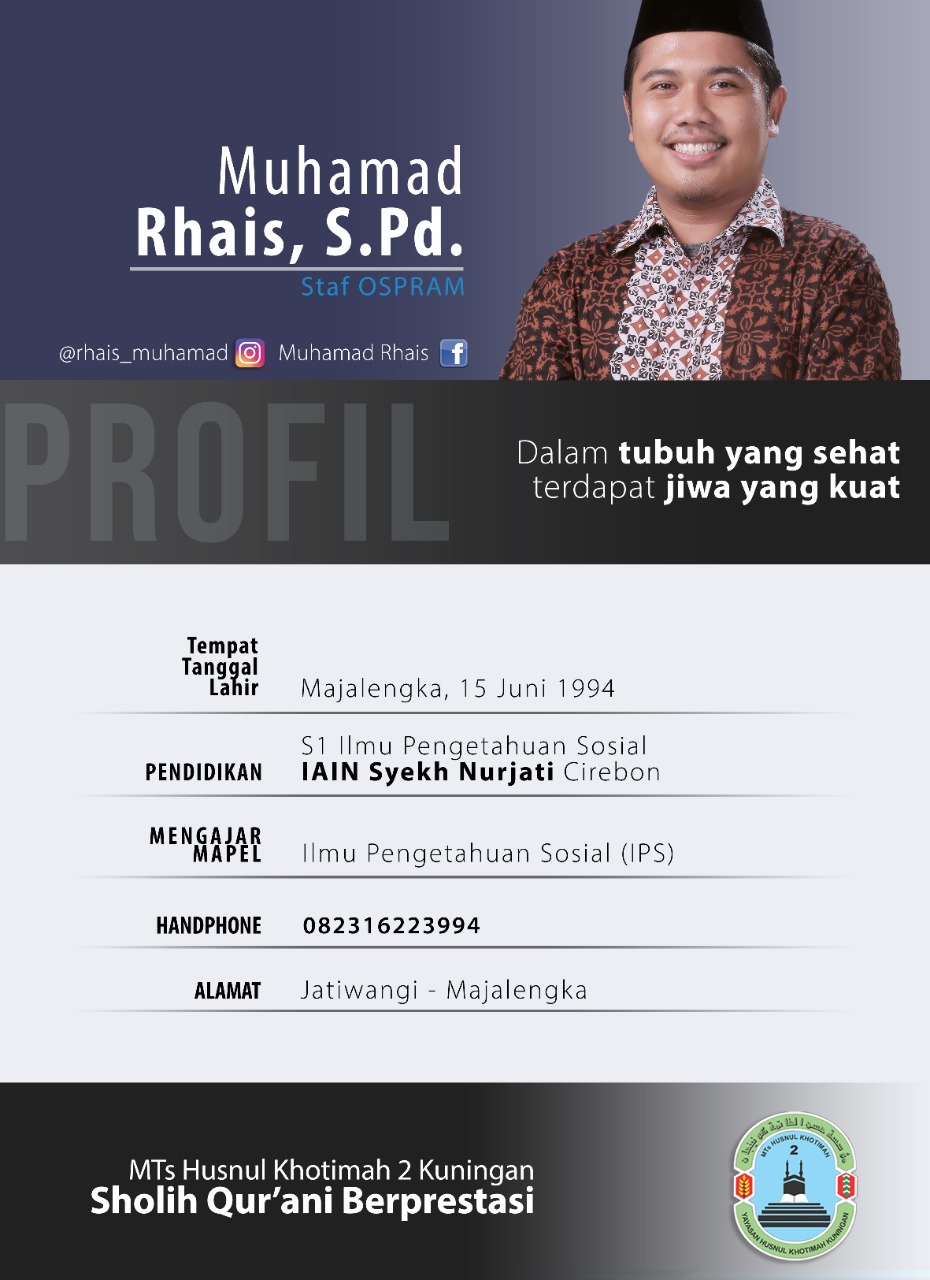 Muhamad
Rhais, S.Pd.
Staf OSPRAM
@rhais_muhamad Muhamad Rhais
PROFIL
Dalam tubuh yang sehat
terdapat jiwa yang kuat
Tempat
Tanggal
Lahir
Majalengka, 15 Juni 1994
PENDIDIKAN
S1 Ilmu Pengetahuan Sosial
IAIN Syekh Nurjati Cirebon
MENGAJAR
MAPEL
Ilmu Pengetahuan Sosial (IPS)
HANDPHONE
082316223994
ALAMAT
Jatiwangi - Majalengka
MTs Husnul Khotimah 2 Kuningan
Sholih Qur'ani Berprestasi
MTs HUSNUL KHOTIMAH
2
YAYASAN HUSNUL KHOTIMAH KUNINGAN